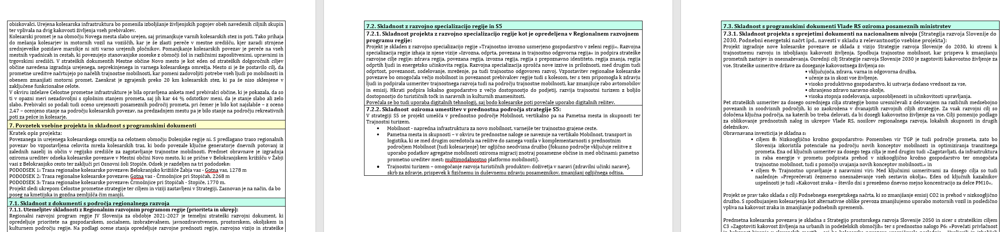 obiskovalci. Urejena kolesarska infrastruktura bo pomenila izboljšanje življenjskih pogojev obeh navedenih ciljnih skupin
ter vplivala na dvig kakovosti življenja vseh prebivalcev.
Kolesarski promet je na območju Novega mesta slabo urejen, saj primanjkuje varnih kolesarskih stez in poti. Tako prihaja
do mešanja kolesarjev in motornih vozil na voziščih, kar je še zlasti pereče v mestne središču, kjer zaradi strnjene
srednjeveške pozidave marsikje ni niti varno urejenih pločnikov. Pomanjkanje kolesarskih povezav je pereče na vseh
mestnih vpadnicah in cestah, ki povezujejo stanovanjske soseske z območji šol in različnimi zaposlitvenimi, upravnimi in
trgovskimi središči. V strateških dokumentih Mestne občine Novo mesto je kot eden od strateških dolgoročnih ciljev
občine navedena izgradnja urejenega, neprekinjenega in varnega kolesarskega omrežja. Mesto si je že postavilo cilj, da
prometne ureditve načrtujejo po načelih trajnostne mobilnosti, kar pomeni zadovoljiti potrebe vseh ljudi po mobilnosti in
obenem zmanjšati motorni promet. Zaenkrat je zgrajenih preko 20 km kolesarskih stez, ki pa še niso sklenjene v
zaključene funkcionalne celote.
V okviru izdelave Celostne prometne infrastrukture je bila opravljena anketa med prebivalci občine, ki je pokazala, da so
ti v opazni meri nezadovoljni s splošnim stanjem prometa, saj jih kar 44 % odstotkov meni, da je stanje slabo ali zelo
slabo. Prebivalci so podali tudi oceno urejenosti posameznih področij prometa, pri čemer je bilo kot najslabše – z oceno
2,47 – ocenjeno stanje na področju kolesarskih povezav, na predzadnjem mestu pa je bilo stanje na področju rekreativnih
poti za pešce in kolesarje.
7. Povzetek vsebine projekta in skladnost s programskimi dokumenti
Kratek opis projekta:
Povezanega in urejenega kolesarskega omrežja na celotnem območju Dolenjske regije ni. S predlagano traso regionalnih
povezav bo vzpostavljena celovita mreža kolesarskih tras, ki bodo povezale ključne generatorje dnevnih potovanj iz
zalednih naselij in občin v regijsko središče za zagotavljanje trajnostne mobilnosti. Predmet obravnave je izgradnja
oziroma ureditev odseka kolesarske povezave v Mestni občini Novo mesto, ki se prične v Belokranjskem križišču v Žabji
vasi z Belokranjsko cesto ter zaključi pri Osnovni šoli Stopiče. Odsek je razdeljen na tri pododseke:
PODODSEK 1: Trasa regionalne kolesarske povezave: Belokranjsko križišče Žabja vas - Gotna vas, 1278 m
PODODSEK 2: Trasa regionalne kolesarske povezave: Gotna vas - Črmošnjice pri Stopičah, 2268 m
PODODSEK 3: Trasa regionalne kolesarske povezave: Črmošnjice pri Stopičah - Stopiče, 1770 m.
Projekt sledi ukrepom Celostne prometne strategije ter ciljem in viziji zastavljeni v Strategiji. Zasnovan je na način, da bo
poseg na kmetijska in gozdna zemljišča čim manjši.
7.1. Skladnost z dokumenti s področja regionalnega razvoja
7.1.1. Utemeljitev skladnosti z Regionalnim razvojnim programom regije (prioriteta in ukrep):
Regionalni razvojni program regije JV Slovenija za obdobje 2021-2027 je temeljni strateški razvojni dokument, ki
opredeljuje prioritete na gospodarskem, socialnem, izobraževalnem, javnozdravstvenem, prostorskem, okoljskem in
kulturnem področju regije. Na podlagi ocene stanja opredeljuje razvojne prednosti regije, razvojno vizijo in strateške
7.2. Skladnost z razvojno specializacijo regije in S5
7.2.1. Skladnost projekta z razvojno specializacijo regije kot je opredeljena v Regionalnem razvojnem
programu regije:
Projekt je skladen z razvojno specializacijo regije »Trajnostno izvozno usmerjeno gospodarstvo v zeleni regiji«. Razvojna
specializacija regije izhaja iz njene vizije »Izvozna, odprta, povezana in trajnostno odgovorna regija« in podpira strateške
razvojne cilje regije: zdrava regija, povezana regija, izvozna regija, regija s prepoznavno identiteto, regija znanja, regija
odprtih ljudi in energetsko učinkovita regija. Razvojna specializacija sprošča nove izzive in priložnosti, med drugim tudi
odprtost, povezanost, sodelovanje, mreženje, pa tudi trajnostno odgovoren razvoj. Vzpostavitev regionalne kolesarske
povezave bo omogočala večjo mobilnost in povezanost prebivalcev regije tudi s kolesom, ter s tem pripomogla k zdravju
ljudi in podpirala usmeritev trajnostnega razvoja tudi na področju trajnostne mobilnosti, kar zmanjšuje rabo avtomobilov
in emisij. Hkrati podpira lokalno gospodarstvo z večjo dostopnostjo do podjetij, razvija trajnostni turizem z boljšo
dostopnostjo do turističnih točk in naravnih in kulturnih znamenitosti.
Povečala se bo tudi uporaba digitalnih tehnologij, saj bodo kolesarske poti povečale uporabo digitalnih rešitev.
7.2.2. Skladnost oziroma umestitev v prednostna področja strategije S5:
V strategiji S5 se projekt umešča v prednostno področje Mobilnost, vertikalno pa na Pametna mesta in skupnosti ter
Trajnostni turizem.
• Mobilnost - napredna infrastruktura za novo mobilnost, varnejše ter trajnostno grajene ceste.
• Pametna mesta in skupnosti – v okviru te prednostne naloge se navezuje na vertikalo Mobilnost, transport in
logistika, ki se med drugim osredotoča na rešitve do samega vozila v komplementarnosti s prednostnim
področjem Mobilnost (tudi kolesarjenje) ter ogljično neodvisna družbo (fokusno področje vključuje rešitve z
uporabo podatkov agregatne mobilnosti oziroma migracij znotraj posamezne občine in med občinami; pametno
prometno ureditev mest; multimodalnostno platformo mobilnosti).
• Trajnostni turizem – omogočanje razvoja turističnih produktov: doživetja v naravi (zdravilni učinki narave),
skrb za zdravje, prispevek k fizičnemu in duševnemu zdravju posameznikov, zmanjšanj ogljičnega odtisa.
7.3. Skladnost s programskimi dokumenti Vlade RS oziroma posameznih ministrstev
7.3.1. Skladnost projekta s sprejetimi dokumenti na nacionalnem nivoju (Strategija razvoja Slovenije do
2030, Podnebni energetski načrt ipd., navesti v skladu z relevantnostjo vsebine projekta):
Projekt izgradnje nove kolesarske povezave se sklada z vizijo Strategije razvoja Slovenije do 2030, ki stremi k
trajnostnemu razvoju in izboljšanju kakovosti življenja. Spodbuja trajnostno mobilnost, kar prispeva k zmanjšanju
prometnih zastojev in onesnaževanja. Osrednji cilj Strategije razvoja Slovenije 2030 je zagotoviti kakovostno življenje za
vse. Strateške usmeritve države za doseganje kakovostnega življenja so:
• vključujoča, zdrava, varna in odgovorna družba,
• učenje za in skozi vse življenje,
• visoko produktivno gospodarstvo, ki ustvarja dodano vrednost za vse,
• ohranjeno zdravo naravno okolje,
• visoka stopnja sodelovanja, usposobljenosti in učinkovitosti upravljanja.
Pet strateških usmeritev za dosego osrednjega cilja strategije bomo uresničevali z delovanjem na različnih medsebojno
povezanih in soodvisnih področjih, ki so zaokrožena v dvanajstih razvojnih ciljih strategije. Za vsak razvojni cilj so
določena ključna področja, na katerih bo treba delovati, da bi dosegli kakovostno življenje za vse. Cilji pomenijo podlago
za oblikovanje prednostnih nalog in ukrepov Vlade RS, nosilcev regionalnega razvoja, lokalnih skupnosti in drugih
deležnikov.
Obravnavana investicija je skladna s:
• ciljem 8: Nizkoogljično krožno gospodarstvo: Pomemben vir TGP je tudi področje prometa, zato bo
Slovenija izkoristila potenciale na področju novih konceptov mobilnosti in optimiziranja tranzitnega
prometa. Ena od ključnih usmeritev za dosego tega cilja je med drugim tudi »Zagotavljati, da infrastruktura
in raba energije v prometu podpirata prehod v nizkoogljično krožno gospodarstvo ter omogočata
trajnostno mobilnost, tudi s pomočjo uvajanja novih konceptov mobilnosti.« in
• ciljem 9: Trajnostno upravljanje z naravnimi viri: Med ključnimi usmeritvami za dosego cilja so tudi
naslednje: »Preprečevati čezmerno onesnaževanje vseh sestavin okolja«. Eden od ključnih kazalnikov
uspešnosti je tudi »Kakovost zraka – število dni s preseženo dnevno mejno koncentracijo za delce PM10«.
Projekt se prav tako sklada s cilji Podnebnega energetskega načrta, ki so zmanjšanje emisij CO2 in prehod v nizkoogljično
družbo. S spodbujanjem kolesarjenja kot alternativne oblike prevoza zmanjšujemo uporabo motornih vozil in posledično
vpliva na kakovost zraka in zmanjšanje podnebnih sprememb.
Predmetna kolesarska povezava je skladna s Strategijo prostorskega razvoja Slovenije 2050 in sicer s strateškim ciljem
C3 »Zagotoviti kakovost življenja na urbanih in podeželskih območjih« ter s prednostno nalogo P6: »Povečati privlačnost